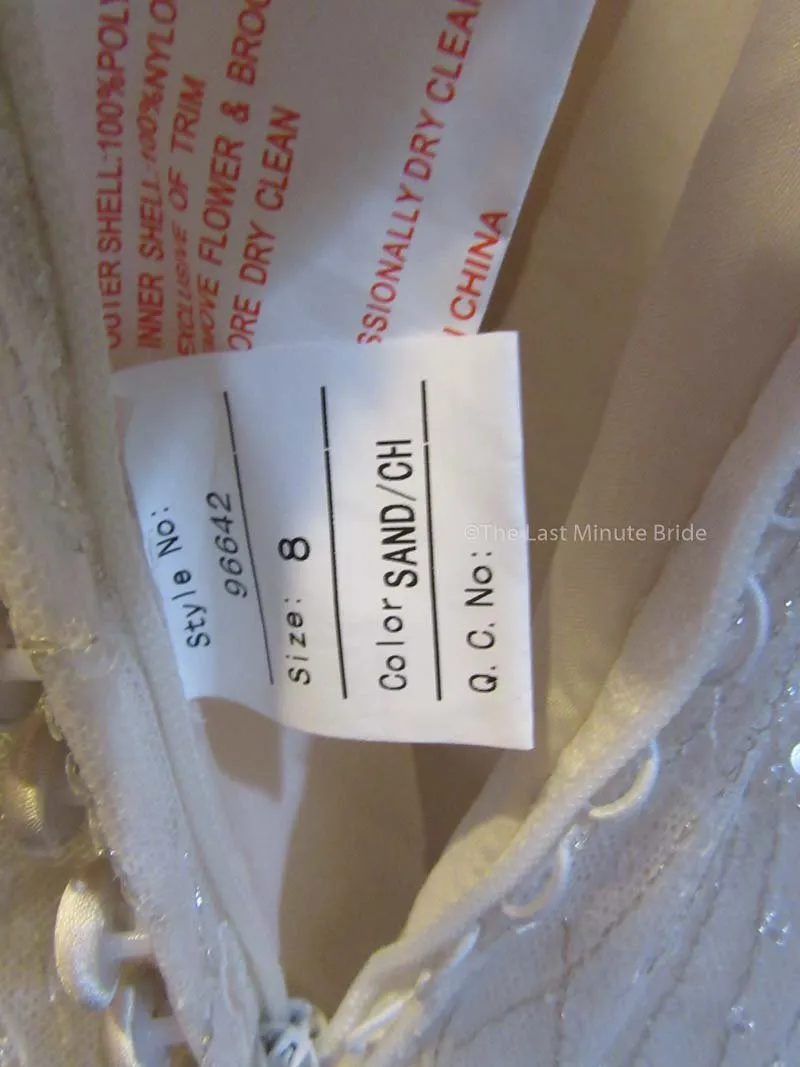 OUTER SHELL:100%POLY
INNER SHELL:100%NYLO
EXCLUSIVE OF TRIM
MOVE FLOWER & BROO
ORE DRY CLEAN
SSIONALLY DRY CLEA
N CHINA
Style No:
96642
Size: 8
Color SAND/CH
Q. C. No:
©The Last Minute Bride